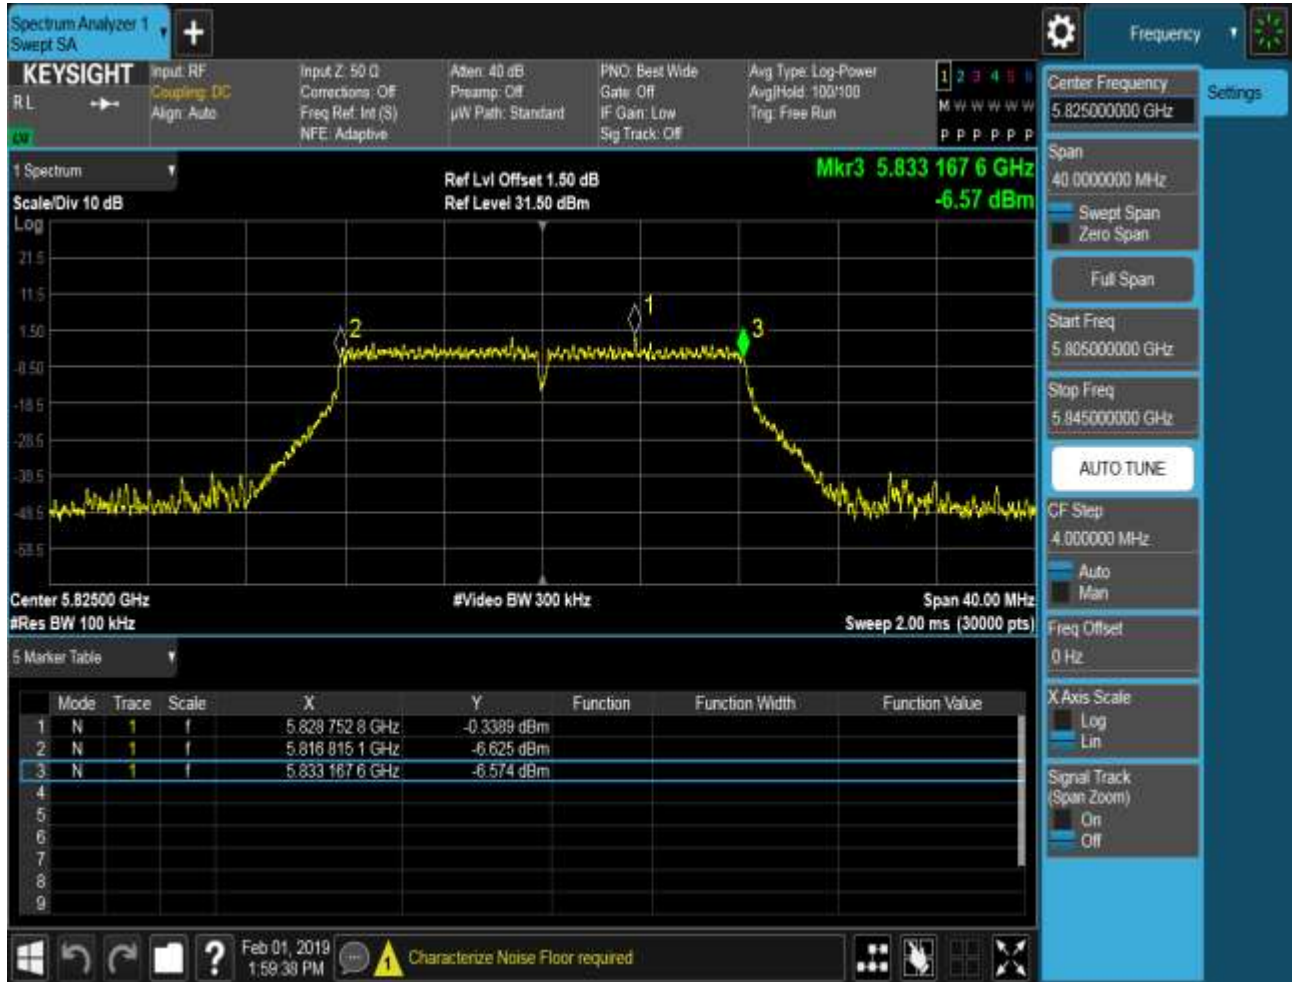 Spectrum Analyzer 1
Swept SA
+
Frequency
KEYSIGHT
RL
Input: RF
Coupling: DC
Align: Auto
Input Z: 50 Ω
Corrections: Off
Freq Ref: Int (S)
NFE: Adaptive
Atten: 40 dB
Preamp: Off
µW Path: Standard
PNO: Best Wide
Gate: Off
IF Gain: Low
Sig Track: Off
Avg Type: Log-Power
Avg|Hold: 100/100
Trig: Free Run
1 2 3 4 5 6
M W W W W W
P P P P P P
1 Spectrum
Scale/Div 10 dB
Ref Lvl Offset 1.50 dB
Ref Level 31.50 dBm
Mkr3 5.833 167 6 GHz
-6.57 dBm
Log
21.5
11.5
1.50
-8.50
-18.5
-28.5
-38.5
-48.5
-58.5
1
2
3
Center 5.82500 GHz
#Res BW 100 kHz
#Video BW 300 kHz
Span 40.00 MHz
Sweep 2.00 ms (30000 pts)
5 Marker Table
Mode Trace Scale X Y Function Function Width Function Value
1 N 1 f 5.828 752 8 GHz -0.3389 dBm
2 N 1 f 5.816 815 1 GHz -6.625 dBm
3 N 1 f 5.833 167 6 GHz -6.574 dBm
4
5
6
7
8
9
Feb 01, 2019
1:59:38 PM
?
1
Characterize Noise Floor required
Center Frequency
5.825000000 GHz
Settings
Span
40.0000000 MHz
Swept Span
Zero Span
Full Span
Start Freq
5.805000000 GHz
Stop Freq
5.845000000 GHz
AUTO TUNE
CF Step
4.000000 MHz
Auto
Man
Freq Offset
0 Hz
X Axis Scale
Log
Lin
Signal Track
(Span Zoom)
On
Off